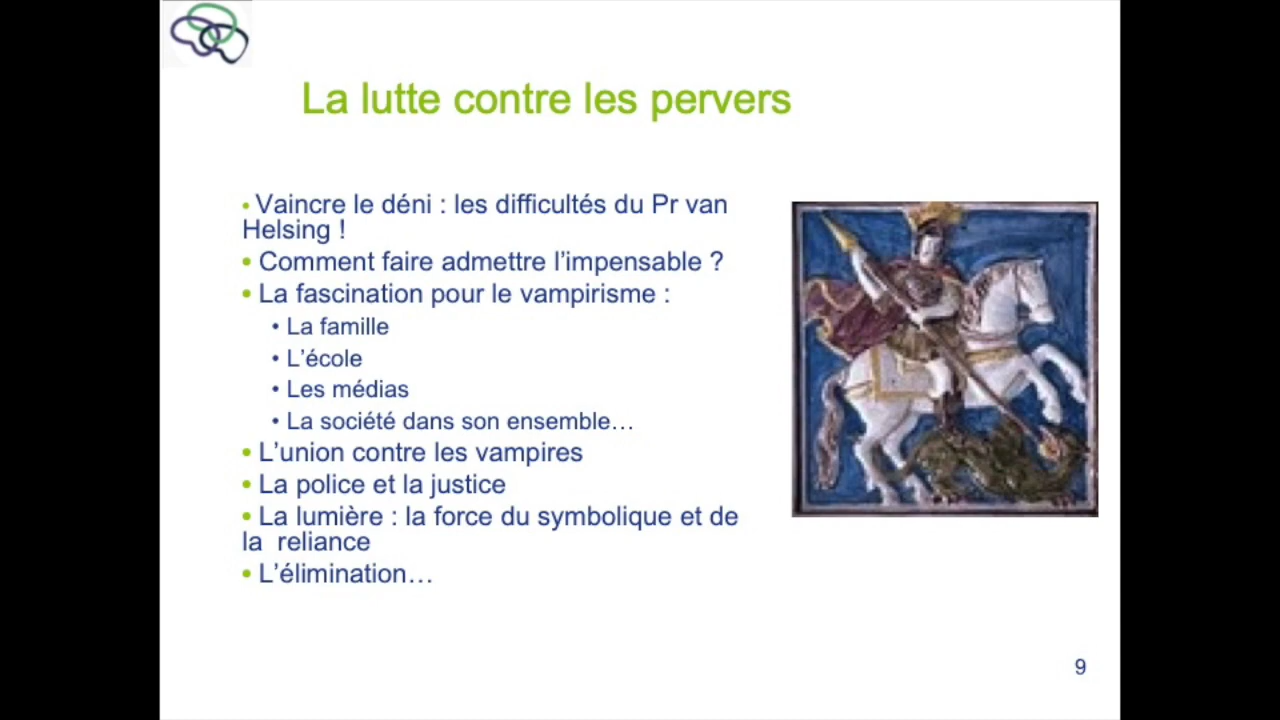 La lutte contre les pervers
• Vaincre le déni : les difficultés du Pr van
Helsing !
• Comment faire admettre l’impensable ?
• La fascination pour le vampirisme :
• La famille
• L’école
• Les médias
• La société dans son ensemble…
• L’union contre les vampires
• La police et la justice
• La lumière : la force du symbolique et de
la  reliance
• L’élimination…
9